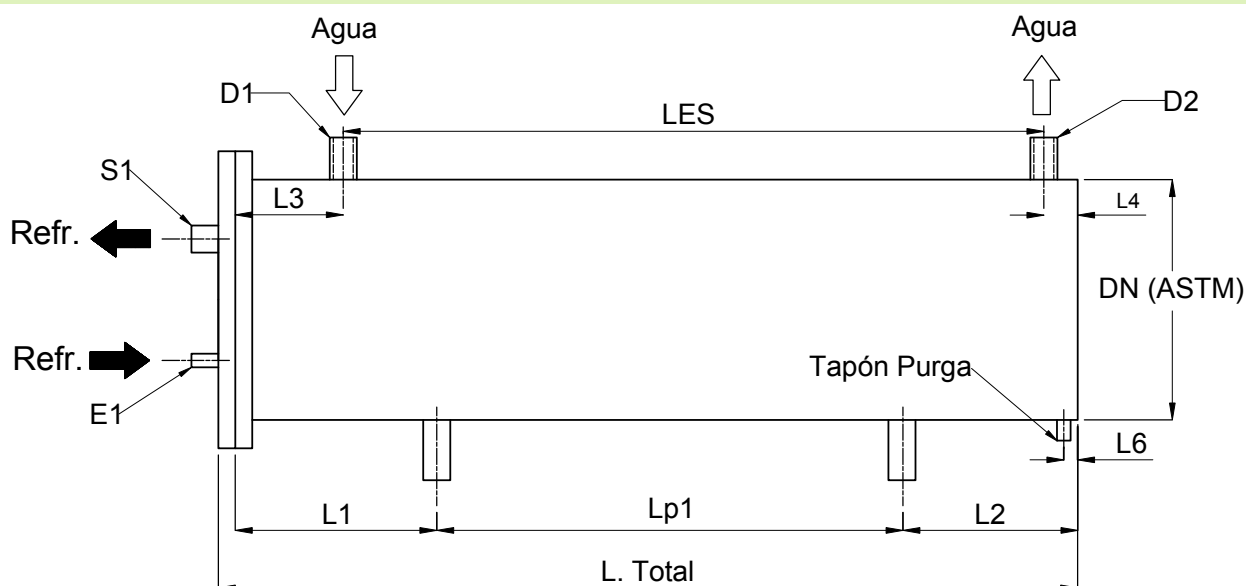 Agua
Agua
D1
LES
D2
S1
L3
L4
Refr.
DN (ASTM)
Refr.
Tapón Purga
E1
L6
L1
Lp1
L2
L. Total